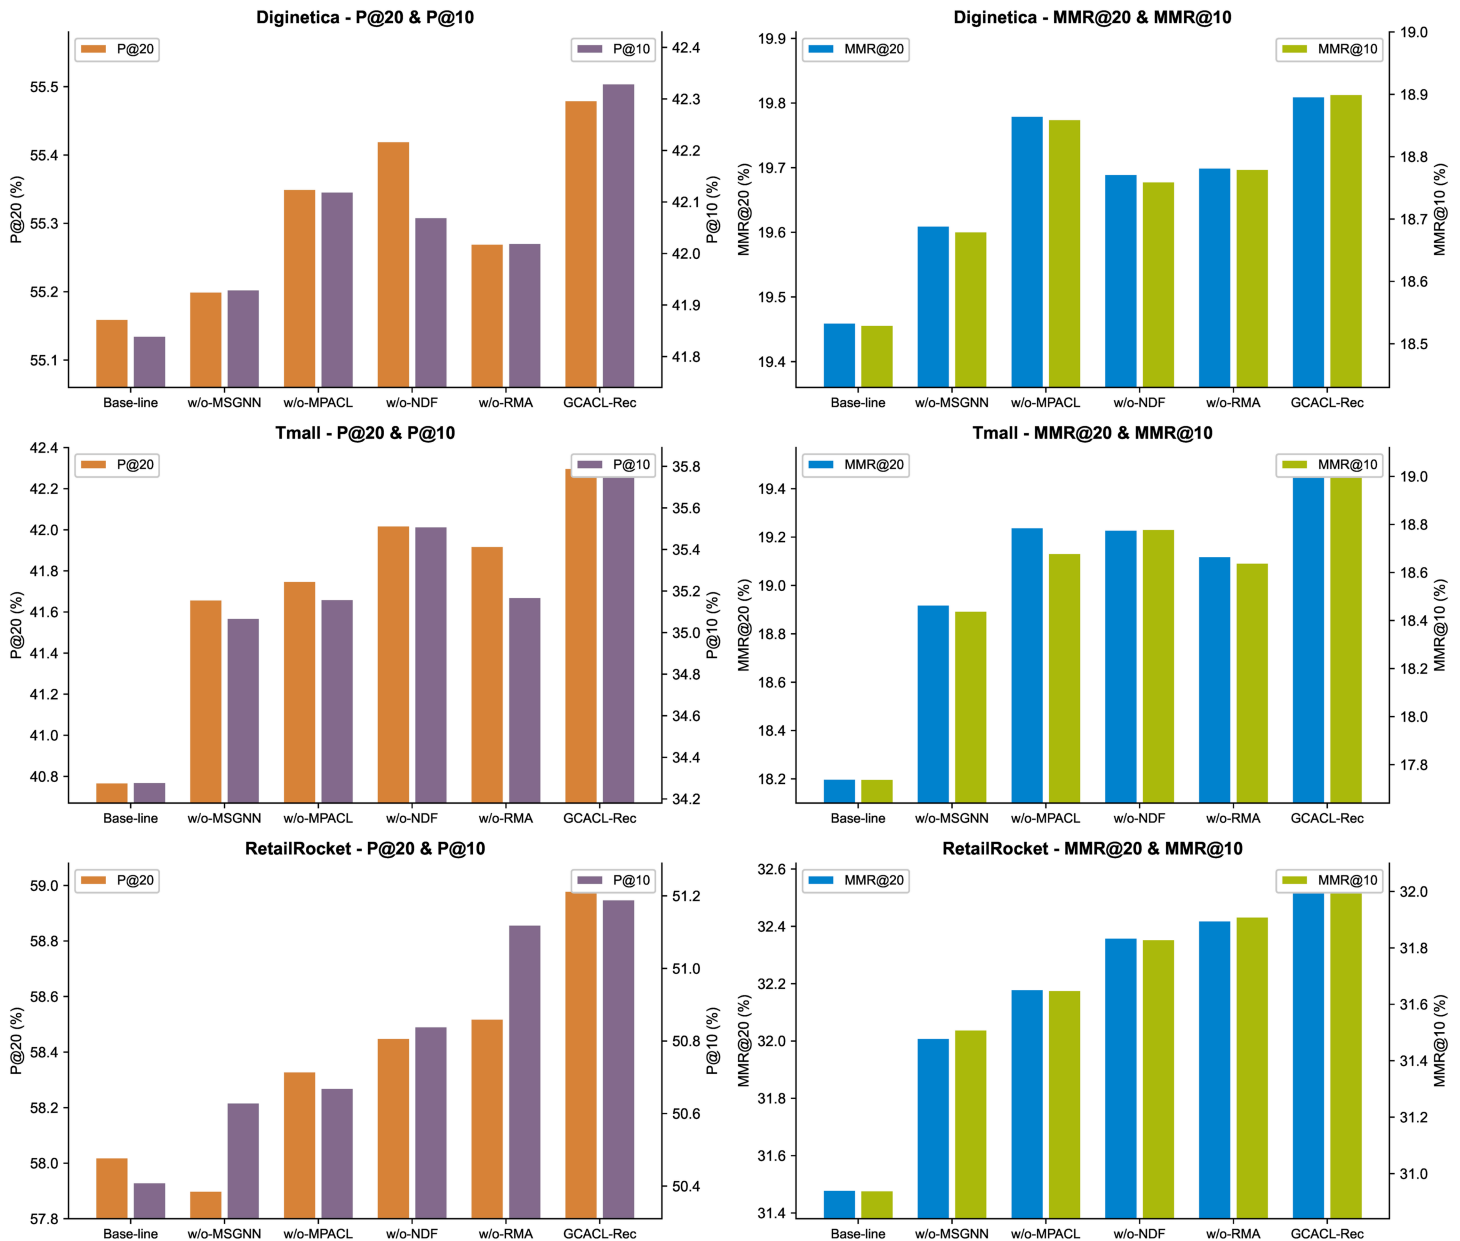 Diginetica - P@20 & P@10
P@20
P@10
55.5
55.4
55.3
55.2
55.1
P@20 (%)
42.4
42.3
42.2
42.1
42.0
41.9
41.8
P@10 (%)
Base-line w/o-MSGNN w/o-MPACL w/o-NDF w/o-RMA GCACL-Rec
Diginetica - MMR@20 & MMR@10
MMR@20
MMR@10
19.9
19.8
19.7
19.6
19.5
19.4
MMR@20 (%)
19.0
18.9
18.8
18.7
18.6
18.5
MMR@10 (%)
Base-line w/o-MSGNN w/o-MPACL w/o-NDF w/o-RMA GCACL-Rec
Tmall - P@20 & P@10
P@20
P@10
42.4
42.2
42.0
41.8
41.6
41.4
41.2
41.0
40.8
P@20 (%)
35.8
35.6
35.4
35.2
35.0
34.8
34.6
34.4
34.2
P@10 (%)
Base-line w/o-MSGNN w/o-MPACL w/o-NDF w/o-RMA GCACL-Rec
Tmall - MMR@20 & MMR@10
MMR@20
MMR@10
19.4
19.2
19.0
18.8
18.6
18.4
18.2
MMR@20 (%)
19.0
18.8
18.6
18.4
18.2
18.0
17.8
MMR@10 (%)
Base-line w/o-MSGNN w/o-MPACL w/o-NDF w/o-RMA GCACL-Rec
RetailRocket - P@20 & P@10
P@20
P@10
59.0
58.8
58.6
58.4
58.2
58.0
57.8
P@20 (%)
51.2
51.0
50.8
50.6
50.4
P@10 (%)
Base-line w/o-MSGNN w/o-MPACL w/o-NDF w/o-RMA GCACL-Rec
RetailRocket - MMR@20 & MMR@10
MMR@20
MMR@10
32.6
32.4
32.2
32.0
31.8
31.6
31.4
MMR@20 (%)
32.0
31.8
31.6
31.4
31.2
31.0
MMR@10 (%)
Base-line w/o-MSGNN w/o-MPACL w/o-NDF w/o-RMA GCACL-Rec